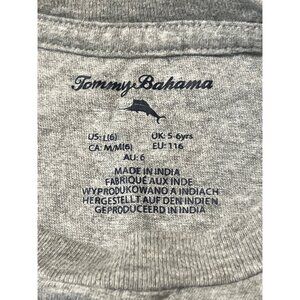 Tommy Bahama
US: L(6) UK: 5-6yrs
CA: M/M(6) EU: 116
AU: 6
MADE IN INDIA
FABRIQUÉ AUX INDE
WYPRODUKOWANO A INDIACH
HERGESTELLT AUF DEN INDIEN
GEPRODUCEERD IN INDIA